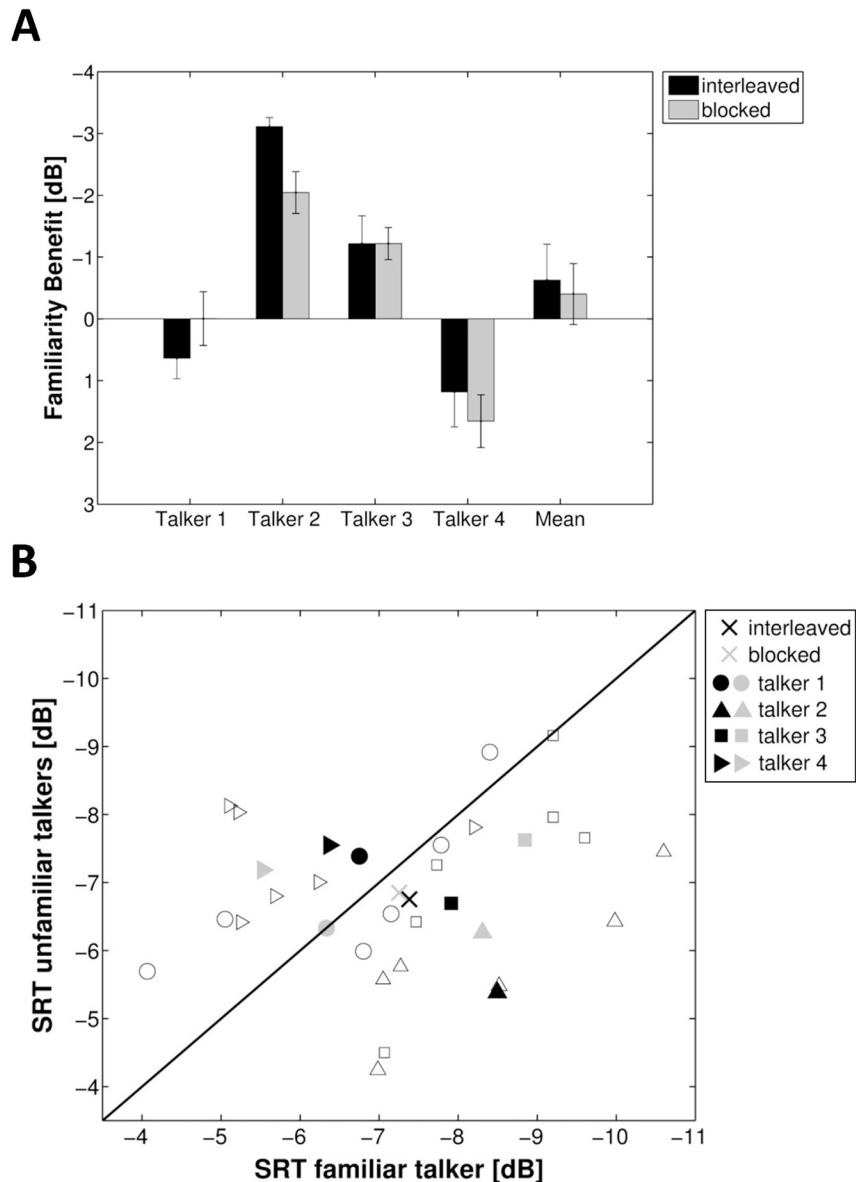 A
−4
−3
−2
−1
0
1
2
3
Familiarity Benefit [dB]
interleaved
blocked
Talker 1 Talker 2 Talker 3 Talker 4 Mean
B
−11
−10
−9
−8
−7
−6
−5
−4
SRT unfamiliar talkers [dB]
interleaved
blocked
talker 1
talker 2
talker 3
talker 4
−4 −5 −6 −7 −8 −9 −10 −11
SRT familiar talker [dB]